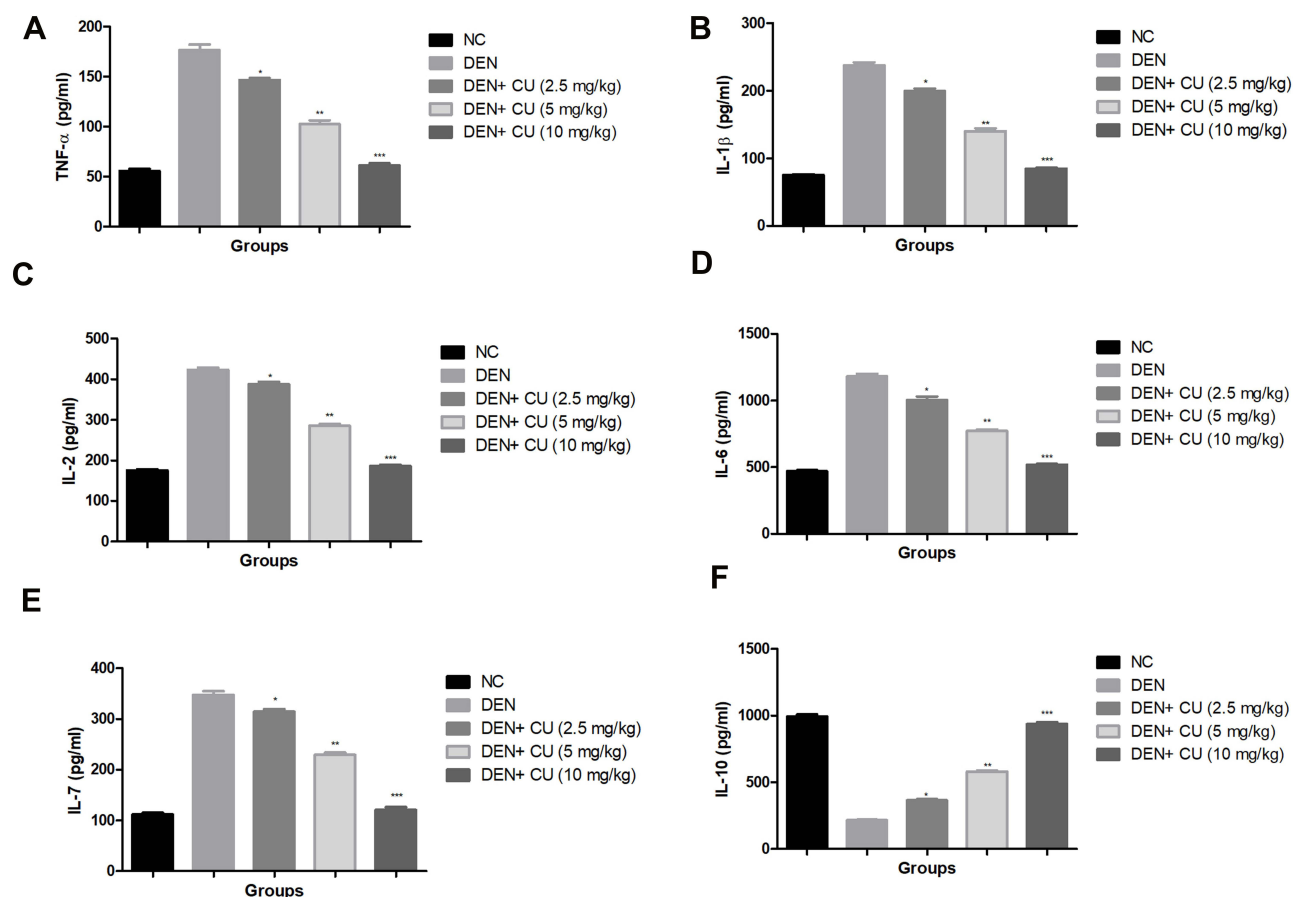 A
TNF-α (pg/ml)
200
150
100
50
0
*
**
***
Groups
NC
DEN
DEN+ CU (2.5 mg/kg)
DEN+ CU (5 mg/kg)
DEN+ CU (10 mg/kg)
B
IL-1β (pg/ml)
300
200
100
0
*
**
***
Groups
NC
DEN
DEN+ CU (2.5 mg/kg)
DEN+ CU (5 mg/kg)
DEN+ CU (10 mg/kg)
C
IL-2 (pg/ml)
500
400
300
200
100
0
*
**
***
Groups
NC
DEN
DEN+ CU (2.5 mg/kg)
DEN+ CU (5 mg/kg)
DEN+ CU (10 mg/kg)
D
IL-6 (pg/ml)
1500
1000
500
0
*
**
***
Groups
NC
DEN
DEN+ CU (2.5 mg/kg)
DEN+ CU (5 mg/kg)
DEN+ CU (10 mg/kg)
E
IL-7 (pg/ml)
400
300
200
100
0
*
**
***
Groups
NC
DEN
DEN+ CU (2.5 mg/kg)
DEN+ CU (5 mg/kg)
DEN+ CU (10 mg/kg)
F
IL-10 (pg/ml)
1500
1000
500
0
*
**
***
Groups
NC
DEN
DEN+ CU (2.5 mg/kg)
DEN+ CU (5 mg/kg)
DEN+ CU (10 mg/kg)